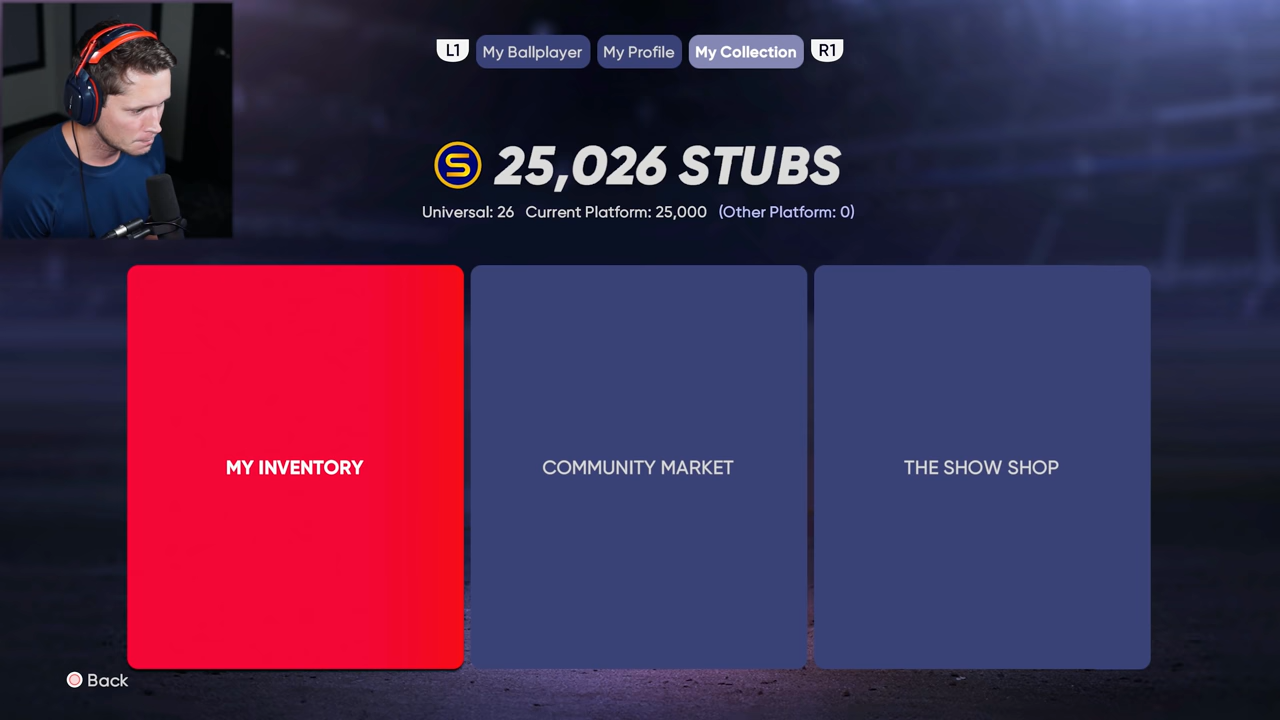 L1 My Ballplayer My Profile My Collection R1
S 25,026 STUBS
Universal: 26 Current Platform: 25,000 (Other Platform: 0)
MY INVENTORY COMMUNITY MARKET THE SHOW SHOP
Back